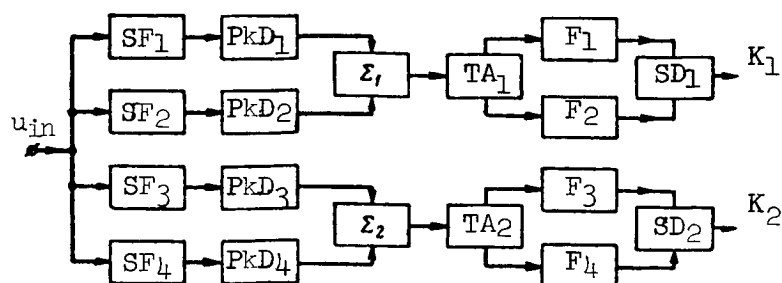 SF₁ PkD₁ Σ₁ TA₁ F₁ SD₁ K₁
SF₂ PkD₂ F₂
u_in
SF₃ PkD₃ Σ₂ TA₂ F₃ SD₂ K₂
SF₄ PkD₄ F₄